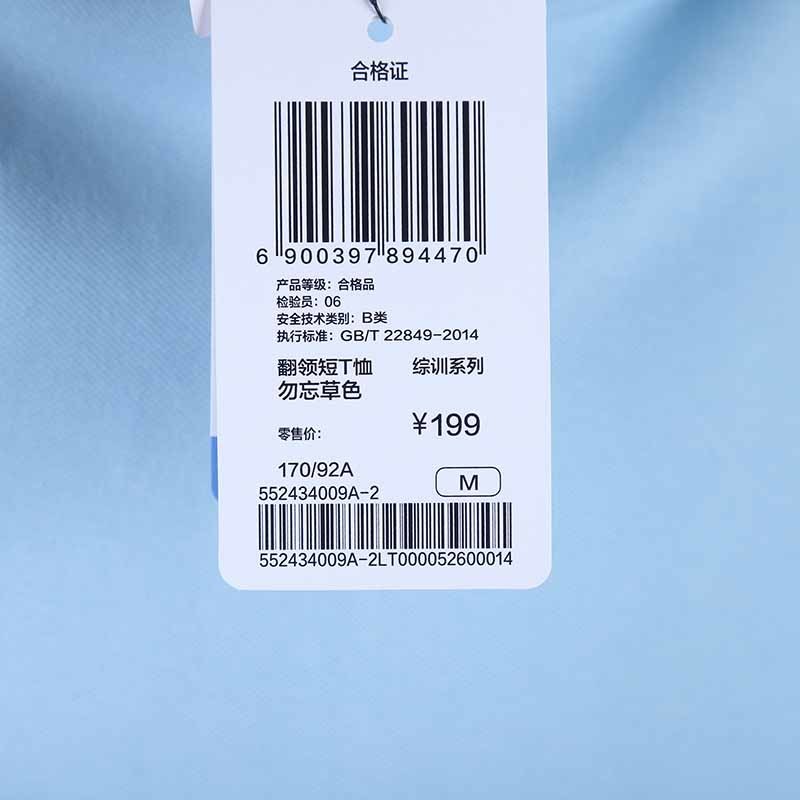 合格证
6 900397 894470
产品等级：合格品
检验员：06
安全技术类别：B类
执行标准：GB/T 22849-2014
翻领短T恤 综训系列
勿忘草色
零售价： ¥199
170/92A
552434009A-2 M
552434009A-2LT000052600014